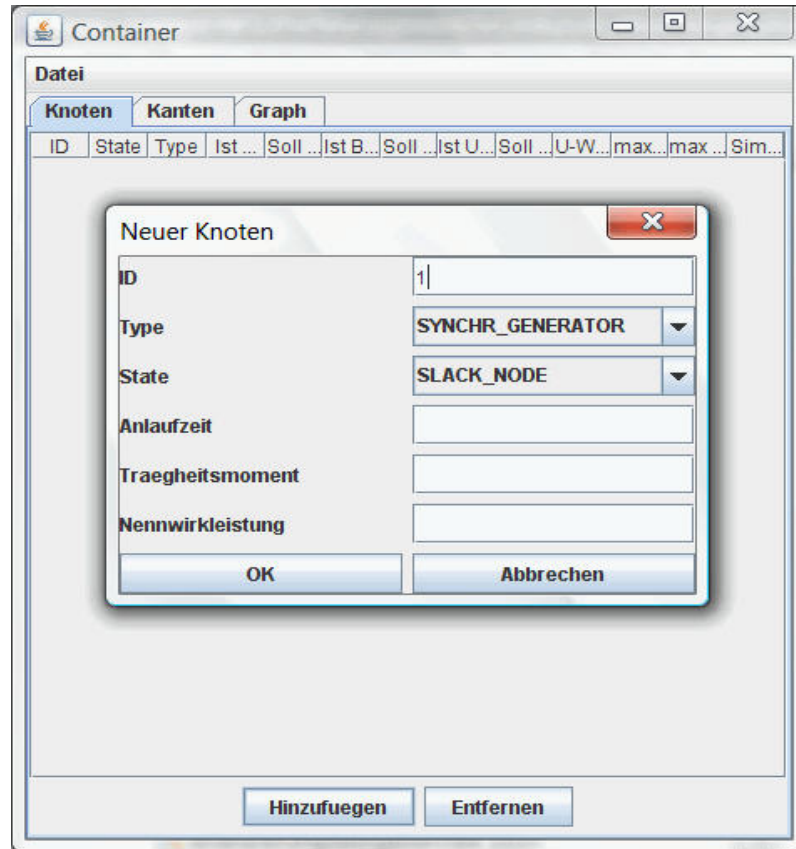 Container
Datei
Knoten Kanten Graph
ID State Type Ist ... Soll ... Ist B... Soll ... Ist U... Soll ... U-W... max... max ... Sim...
Neuer Knoten
ID 1
Type SYNCHR_GENERATOR
State SLACK_NODE
Anlaufzeit
Traegheitsmoment
Nennwirkleistung
OK Abbrechen
Hinzufuegen Entfernen